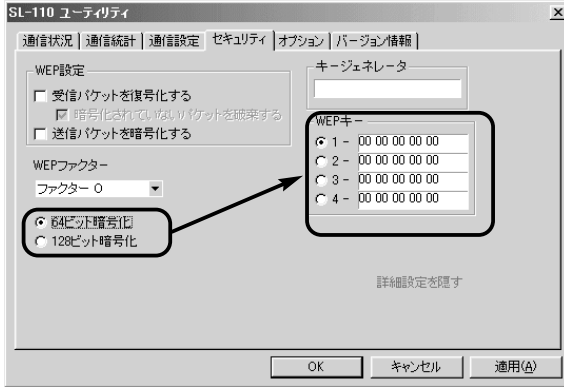 SL-110 ユーティリティ
通信状況 通信統計 通信設定 セキュリティ オプション バージョン情報
WEP設定
受信パケットを復号化する
暗号化されていないパケットを破棄する
送信パケットを暗号化する
キージェネレータ
WEPキー
1 - 00 00 00 00 00
2 - 00 00 00 00 00
3 - 00 00 00 00 00
4 - 00 00 00 00 00
WEPファクター
ファクター 0
64ビット暗号化
128ビット暗号化
詳細設定を隠す
OK キャンセル 適用(A)